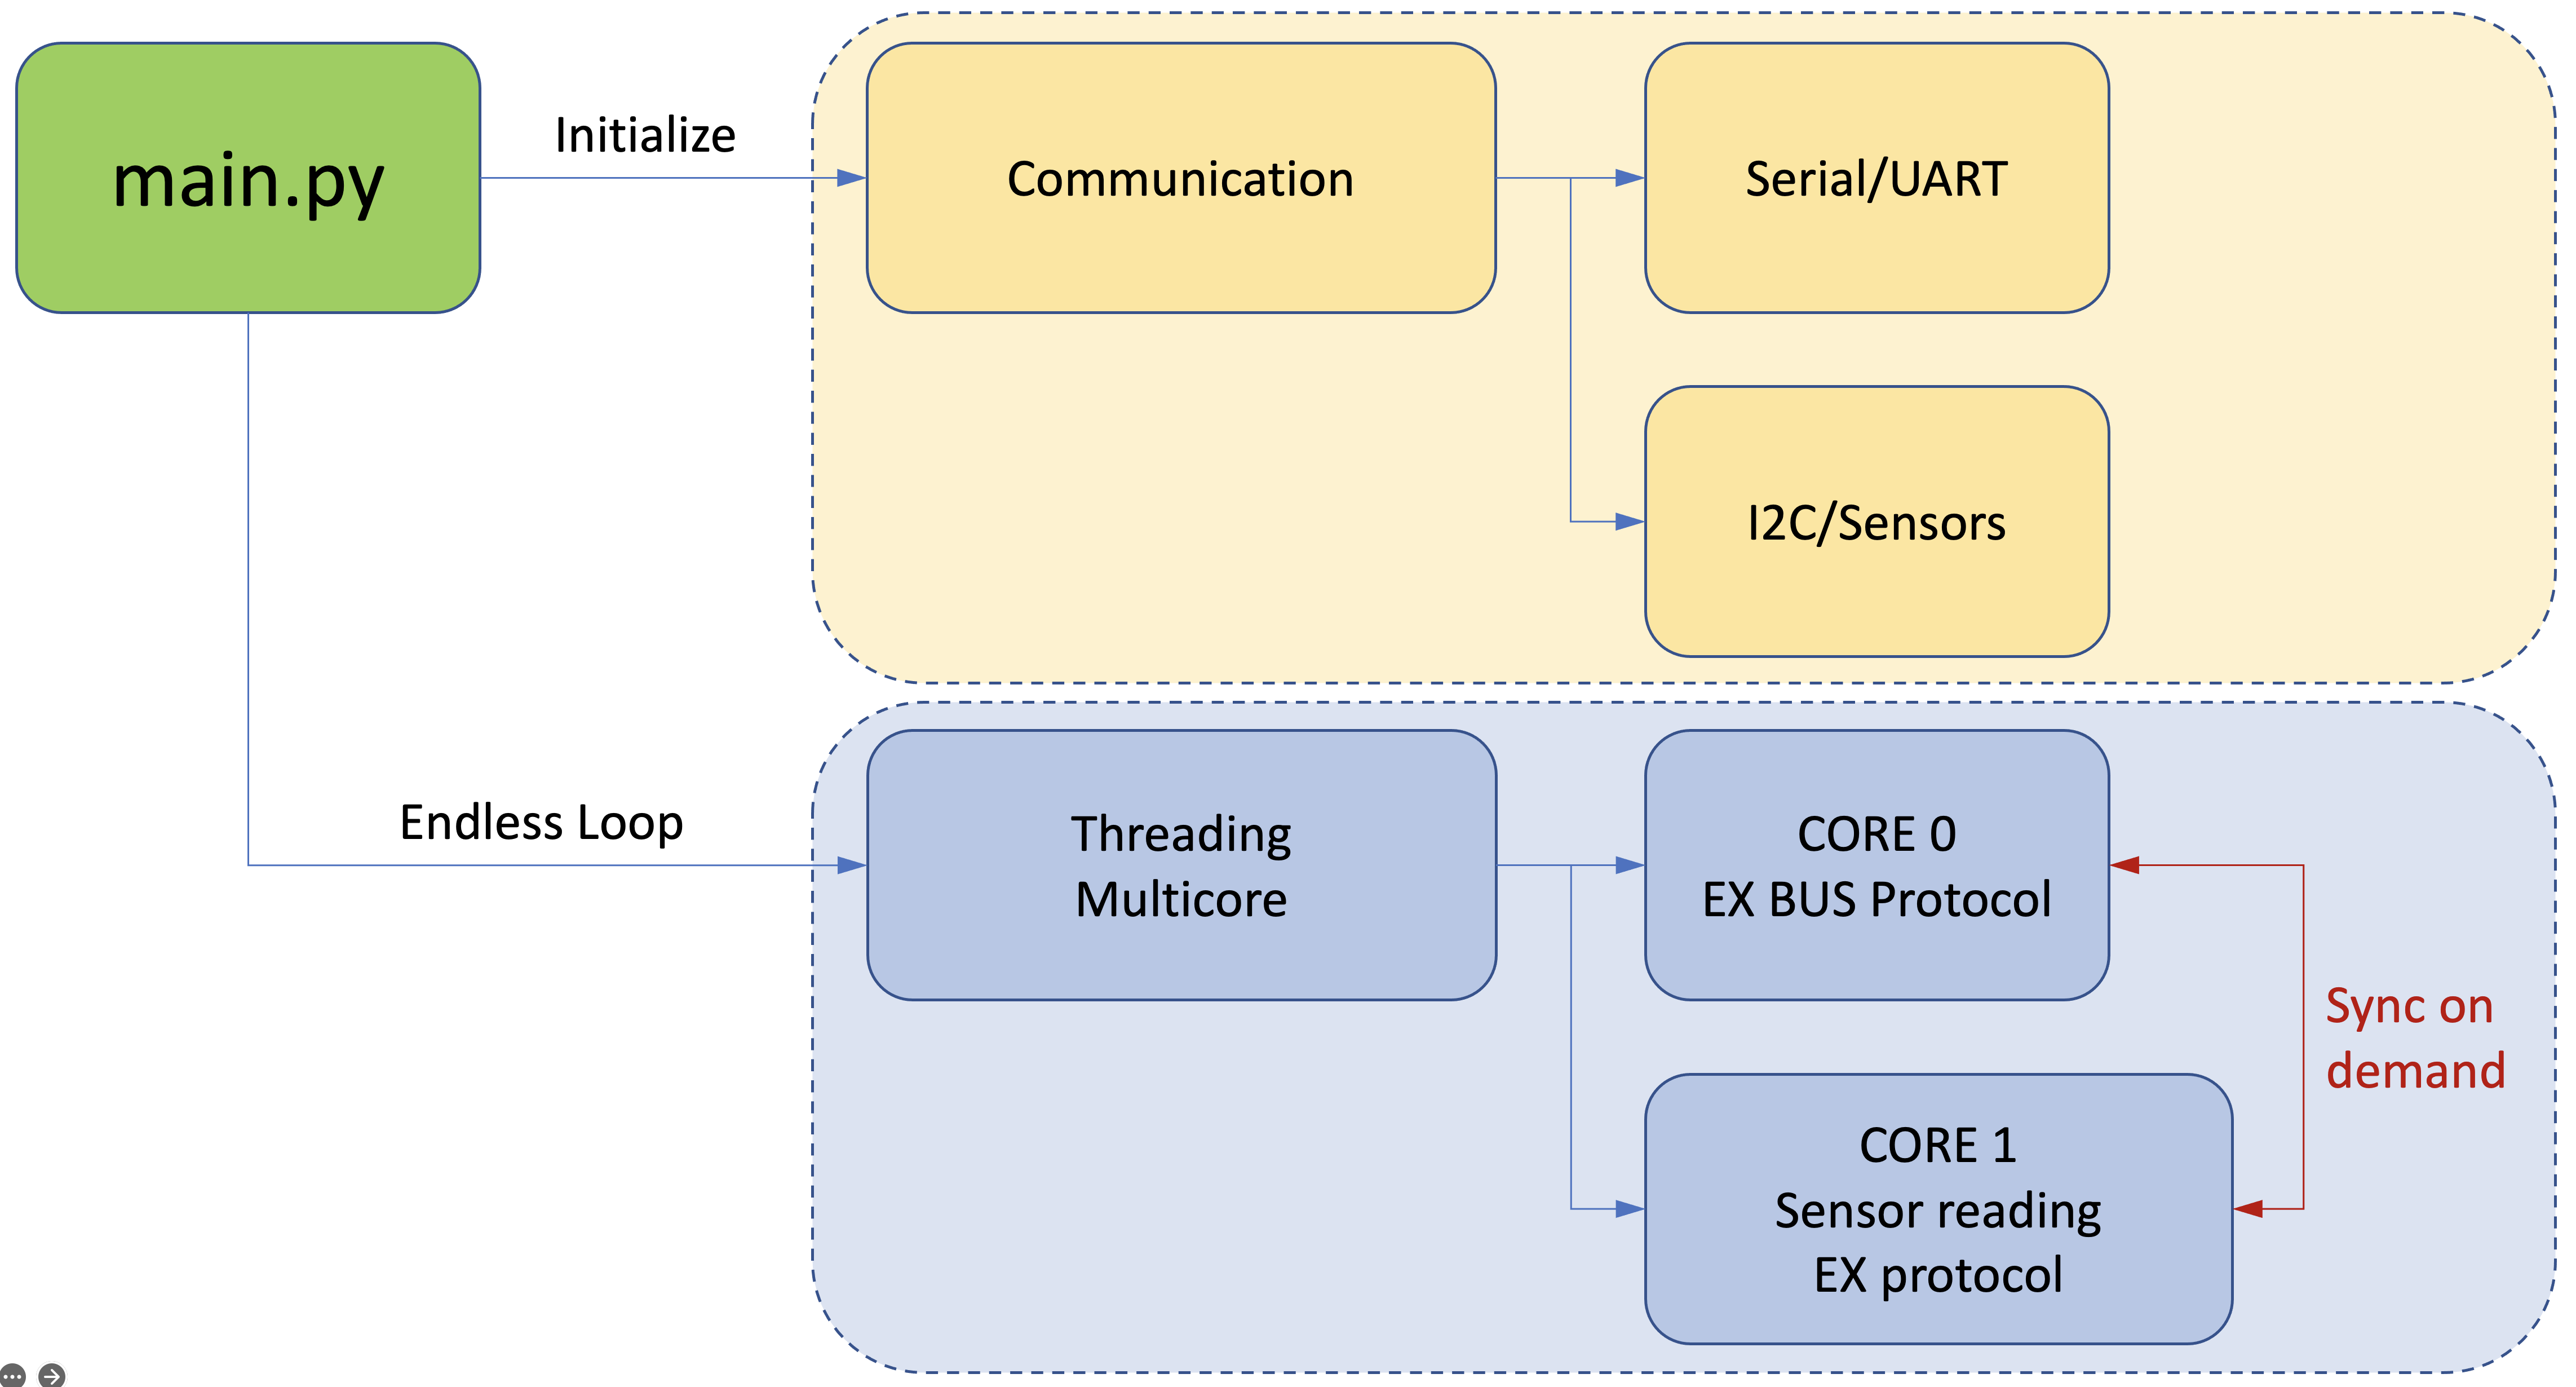 main.py
Initialize
Communication
Serial/UART
I2C/Sensors
Endless Loop
Threading
Multicore
CORE 0
EX BUS Protocol
Sync on
demand
CORE 1
Sensor reading
EX protocol